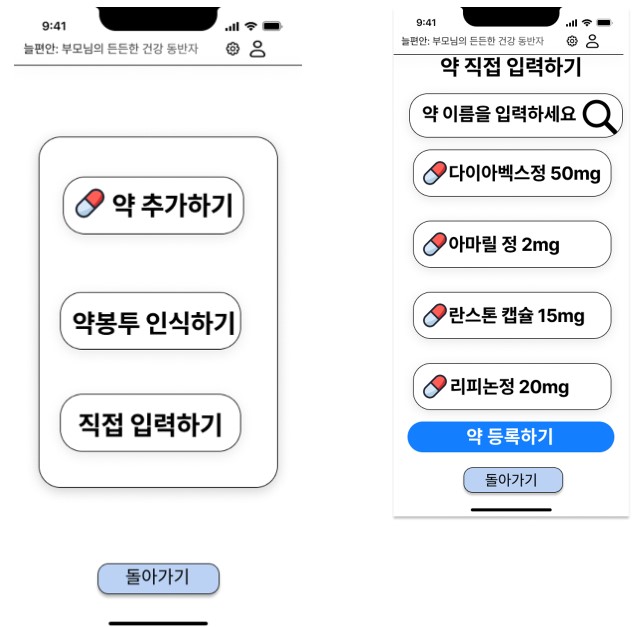 9:41
늘편안: 부모님의 든든한 건강 동반자
약 추가하기
약봉투 인식하기
직접 입력하기
돌아가기
9:41
늘편안: 부모님의 든든한 건강 동반자
약 직접 입력하기
약 이름을 입력하세요
다이아벡스정 50mg
아마릴 정 2mg
란스톤 캡슐 15mg
리피논정 20mg
약 등록하기
돌아가기